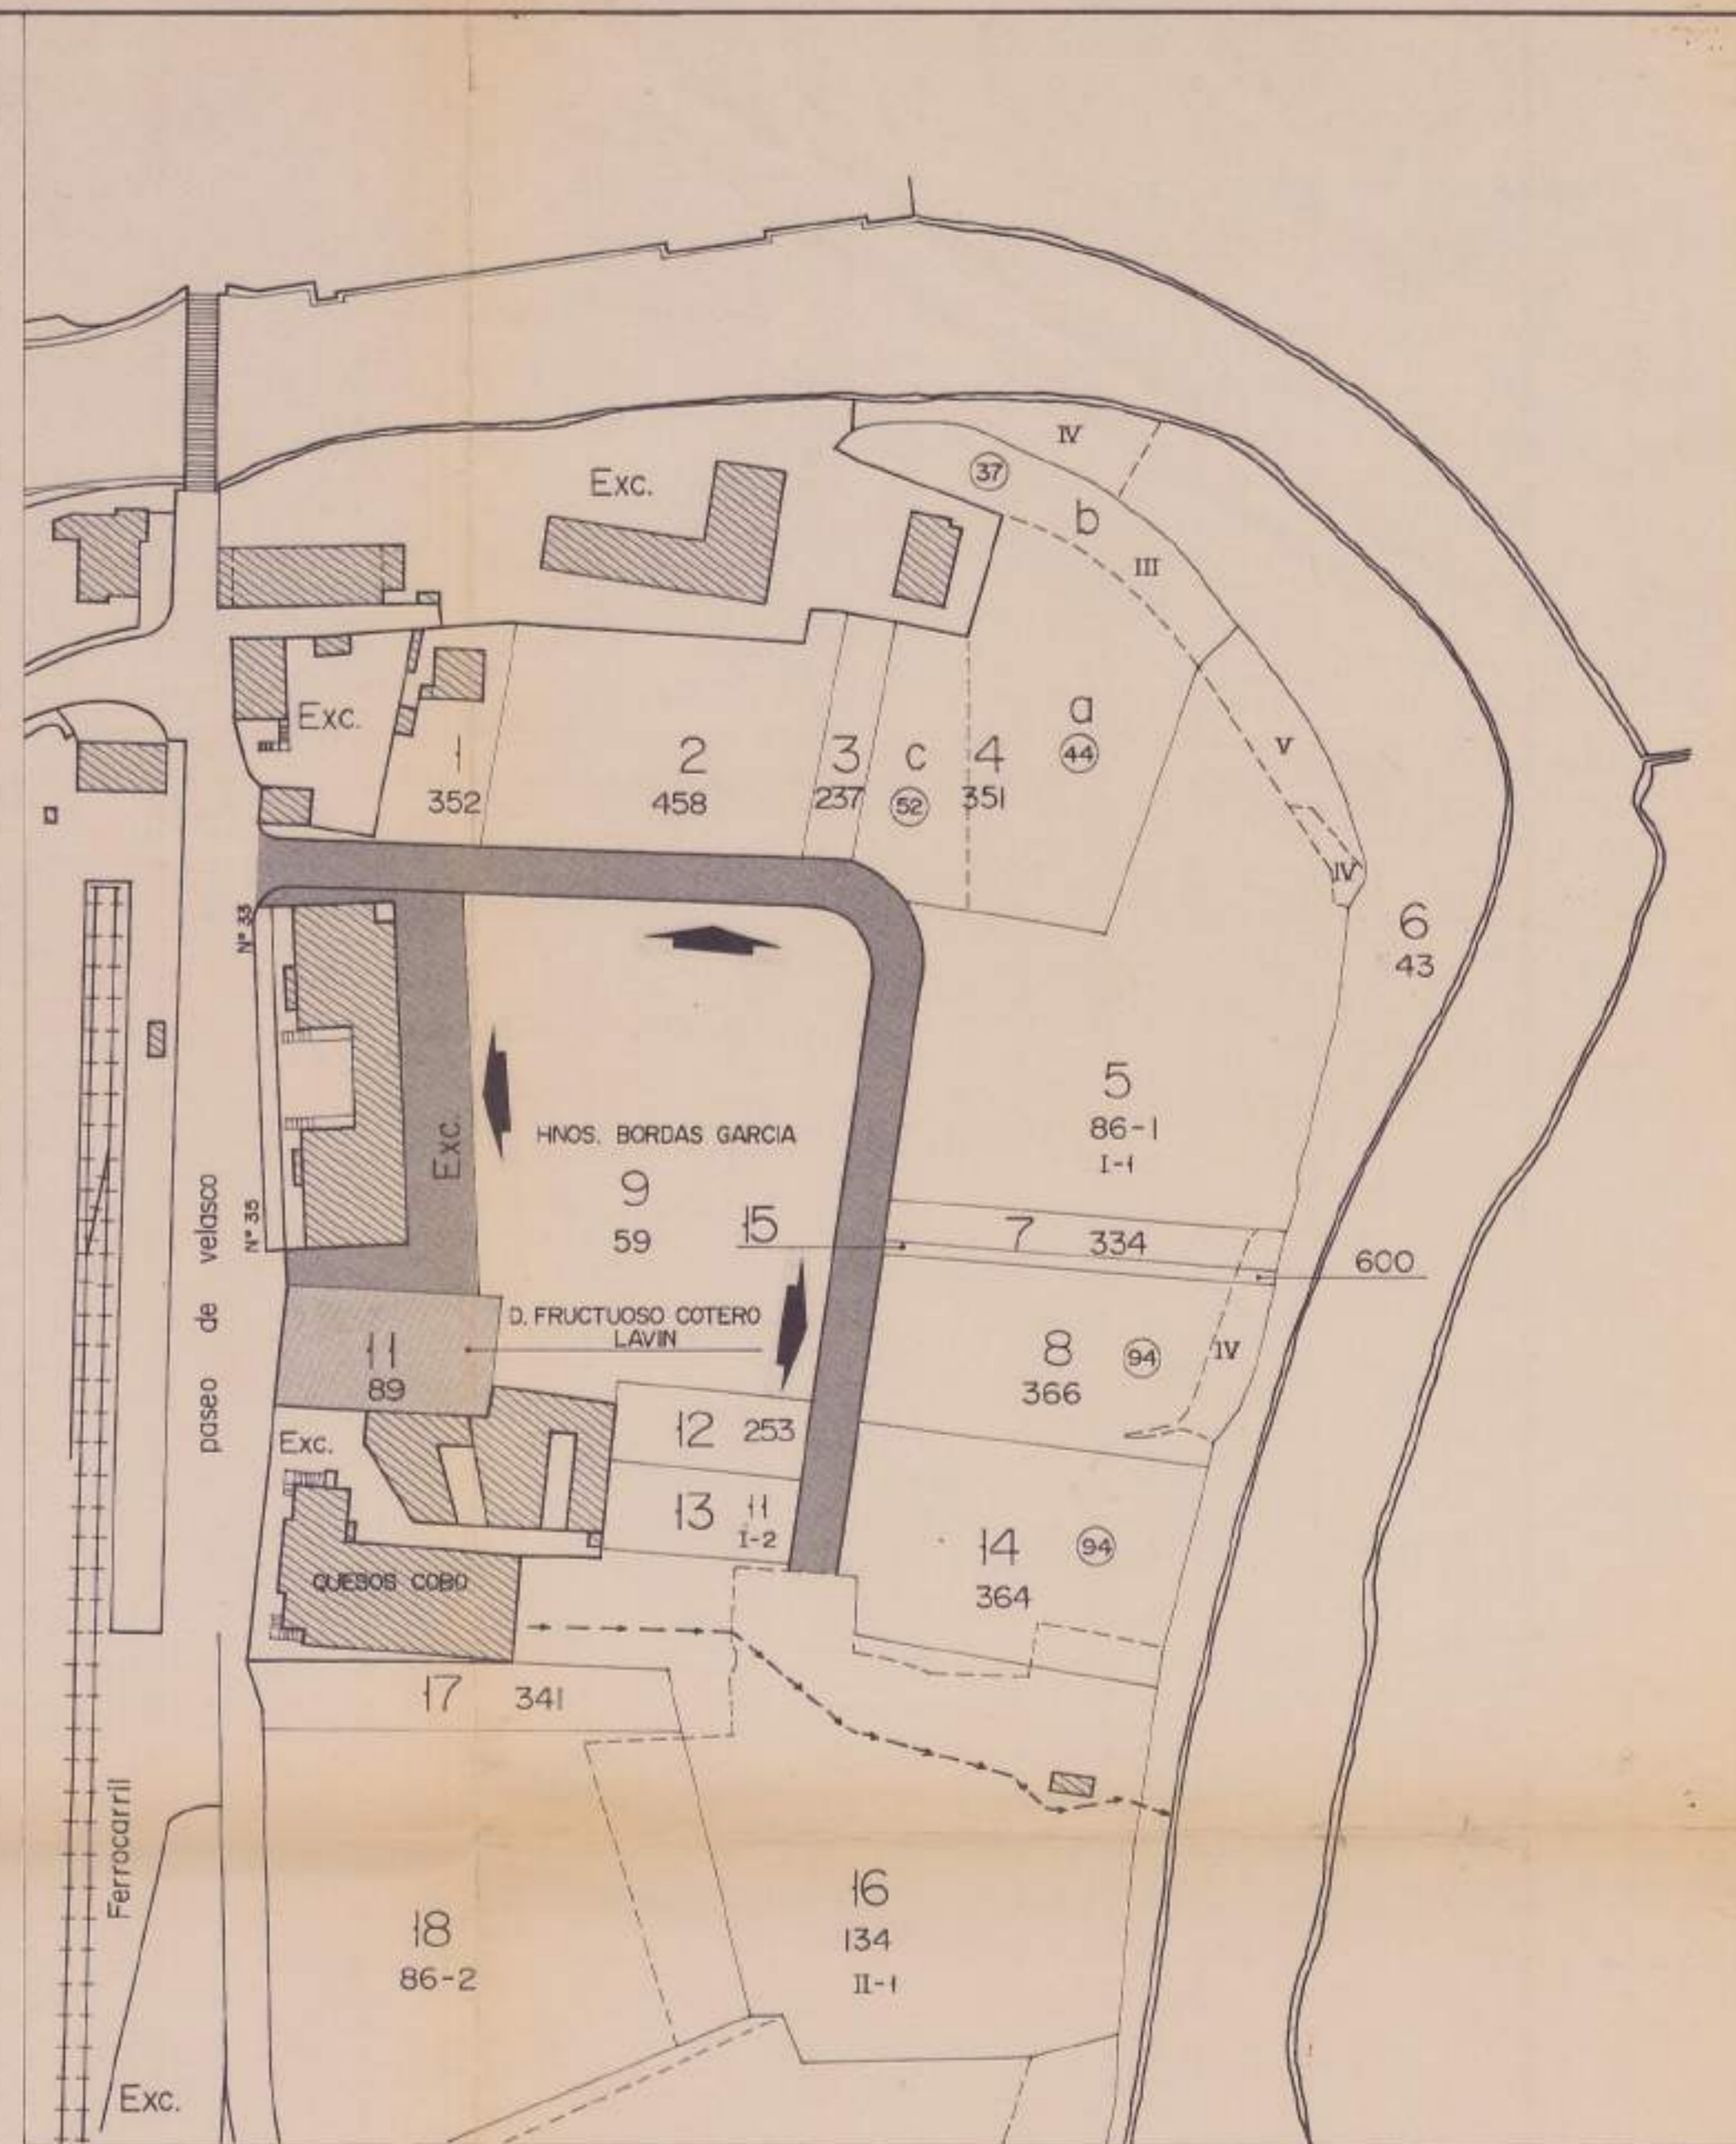 IV
37
Exc.
b
III
Exc.
a
44
V
1
352
2
458
3
237
c
52
4
351
IV
6
43
Nº 33
Exc.
5
86-1
I-1
HNOS. BORDAS GARCIA
9
59
15
7 334
600
Nº 35
paseo de velasco
D. FRUCTUOSO COTERO
LAVIN
11
89
8 94
366
IV
12 253
Exc.
13 11
I-2
14 94
364
QUESOS COBO
17 341
Ferrocarril
16
134
II-1
18
86-2
Exc.